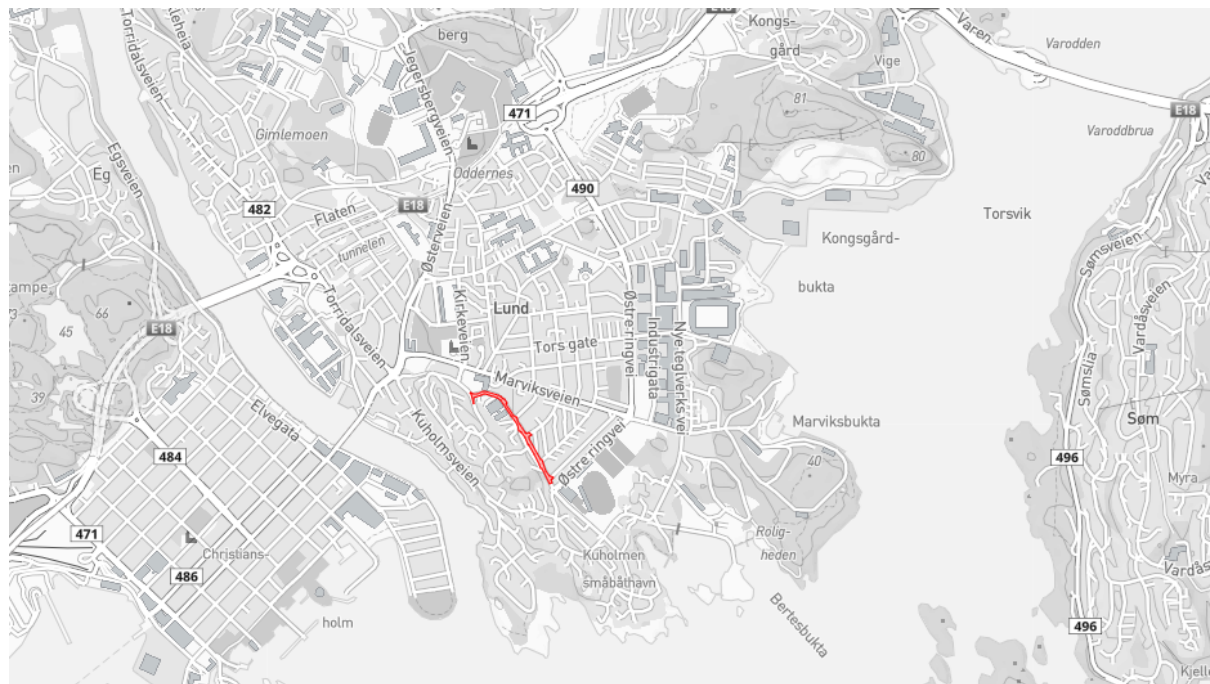 E18
Kongs-
gård
Varen
Varodden
Vige
berg
aleheia
Torridalsveien
Jegersbergveien
471
81
E18
Varoddbrua
Gimlemoen
80
Egsveien
Eg
Oddernes
490
482
Flaten
E18
Torsvik
tunnelen
Østerveien
Kongsgård-
Sømsveien
ampe
66
45
E18
bukta
Vardåsveien
Torridalsveien
Kirkeveien
Lund
Østre ringvei
Industrigata
Nye teglverks vei
Tors gate
Sømslia
39
Marviksveien
Elvegata
Kuholmsveien
Marviksbukta
Søm
484
Østre ringvei
40
496
Myra
471
Christians-
Rolig-
heden
Kuholmen
småbåthavn
486
Vardås
holm
Bertesbukta
496
Kjelle